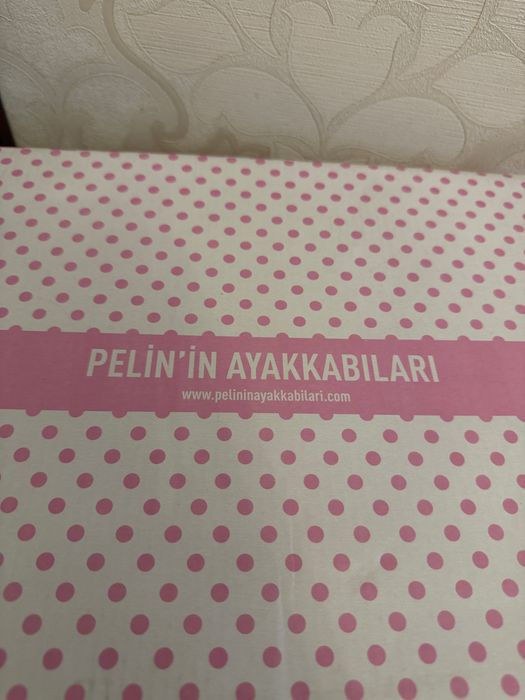 PELİN'İN AYAKKABILARI
www.pelininayakkabilari.com